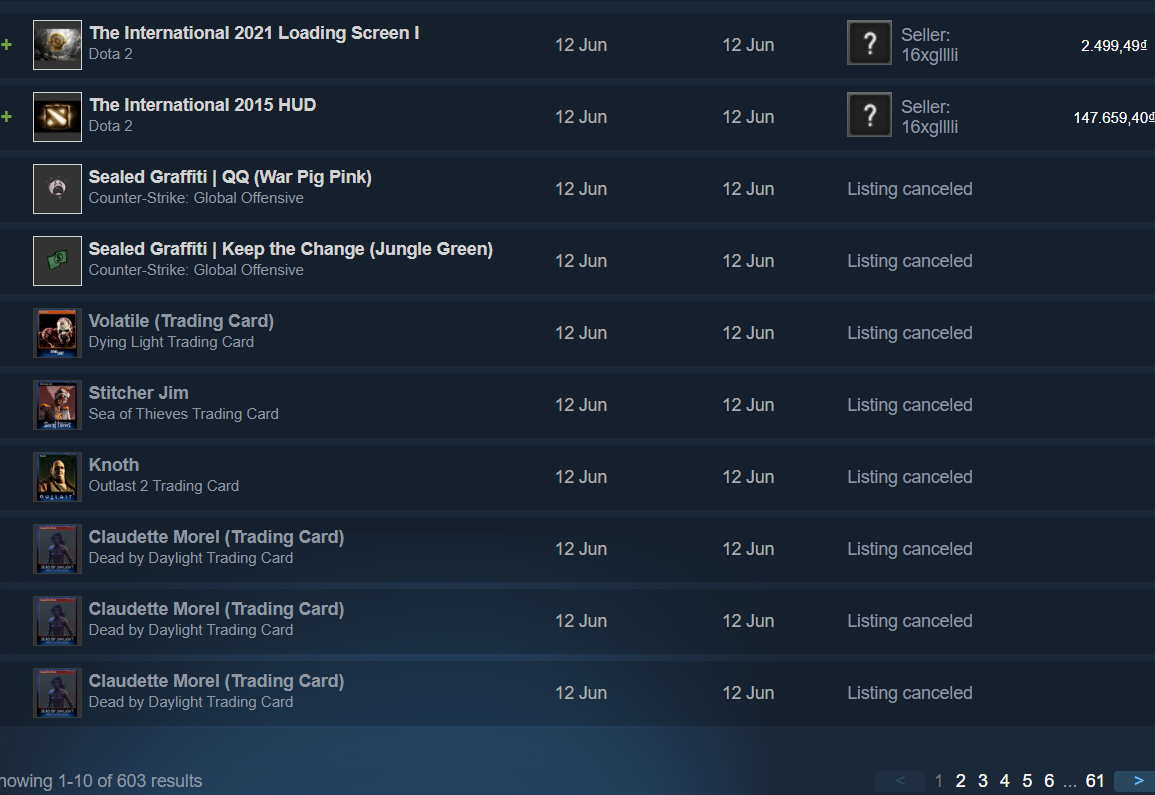 +
The International 2021 Loading Screen I
Dota 2
12 Jun
12 Jun
?
Seller:
16xglllli
2.499,49₫
+
The International 2015 HUD
Dota 2
12 Jun
12 Jun
?
Seller:
16xglllli
147.659,40₫
Sealed Graffiti | QQ (War Pig Pink)
Counter-Strike: Global Offensive
12 Jun
12 Jun
Listing canceled
Sealed Graffiti | Keep the Change (Jungle Green)
Counter-Strike: Global Offensive
12 Jun
12 Jun
Listing canceled
Volatile (Trading Card)
Dying Light Trading Card
12 Jun
12 Jun
Listing canceled
Stitcher Jim
Sea of Thieves Trading Card
12 Jun
12 Jun
Listing canceled
Knoth
Outlast 2 Trading Card
12 Jun
12 Jun
Listing canceled
Claudette Morel (Trading Card)
Dead by Daylight Trading Card
12 Jun
12 Jun
Listing canceled
Claudette Morel (Trading Card)
Dead by Daylight Trading Card
12 Jun
12 Jun
Listing canceled
Claudette Morel (Trading Card)
Dead by Daylight Trading Card
12 Jun
12 Jun
Listing canceled
howing 1-10 of 603 results
< 1 2 3 4 5 6 ... 61 >